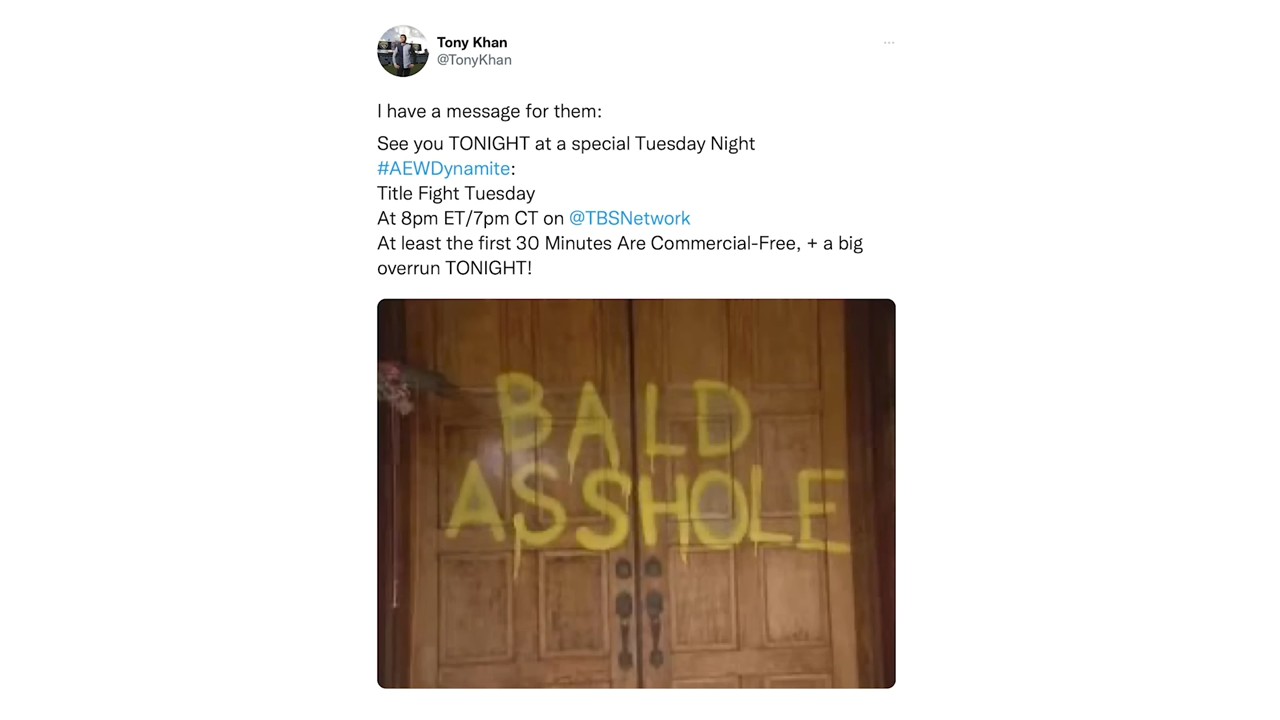 Tony Khan
@TonyKhan
I have a message for them:
See you TONIGHT at a special Tuesday Night
#AEWDynamite:
Title Fight Tuesday
At 8pm ET/7pm CT on @TBSNetwork
At least the first 30 Minutes Are Commercial-Free, + a big
overrun TONIGHT!
BALD
ASSHOLE